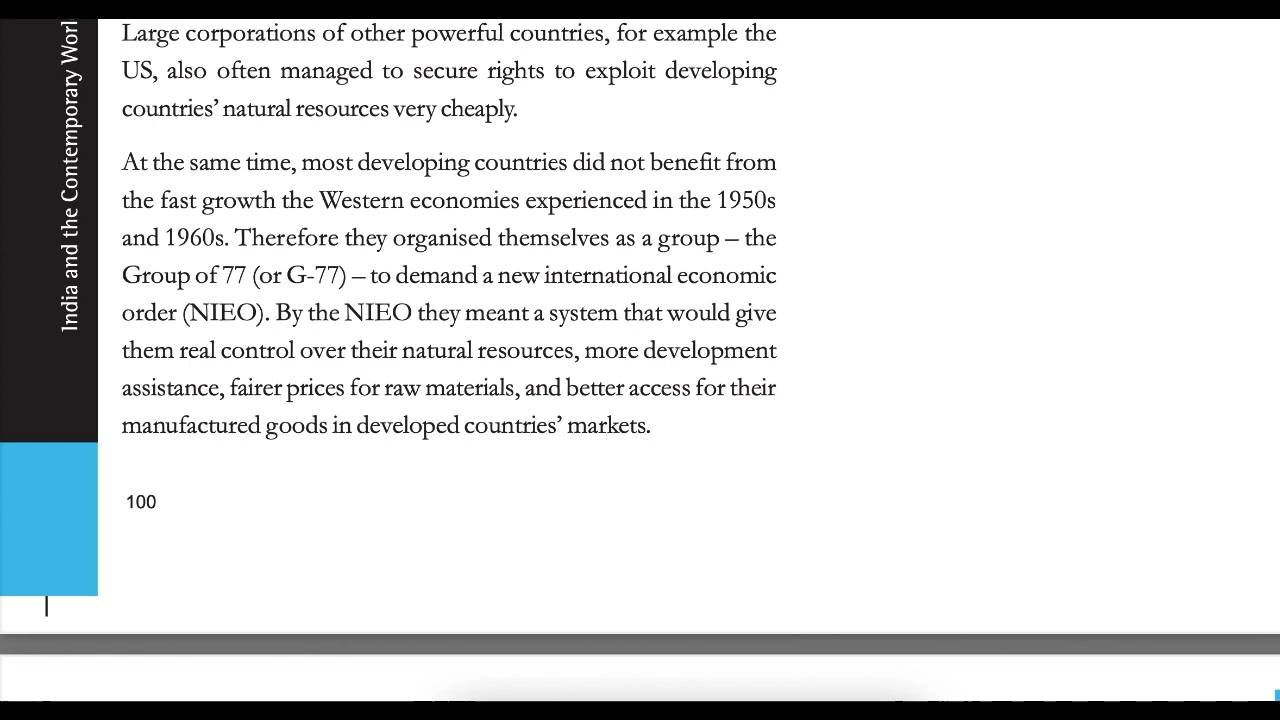 India and the Contemporary
Large corporations of other powerful countries, for example the
US, also often managed to secure rights to exploit developing
countries’ natural resources very cheaply.
At the same time, most developing countries did not benefit from
the fast growth the Western economies experienced in the 1950s
and 1960s. Therefore they organised themselves as a group – the
Group of 77 (or G-77) – to demand a new international economic
order (NIEO). By the NIEO they meant a system that would give
them real control over their natural resources, more development
assistance, fairer prices for raw materials, and better access for their
manufactured goods in developed countries’ markets.
100